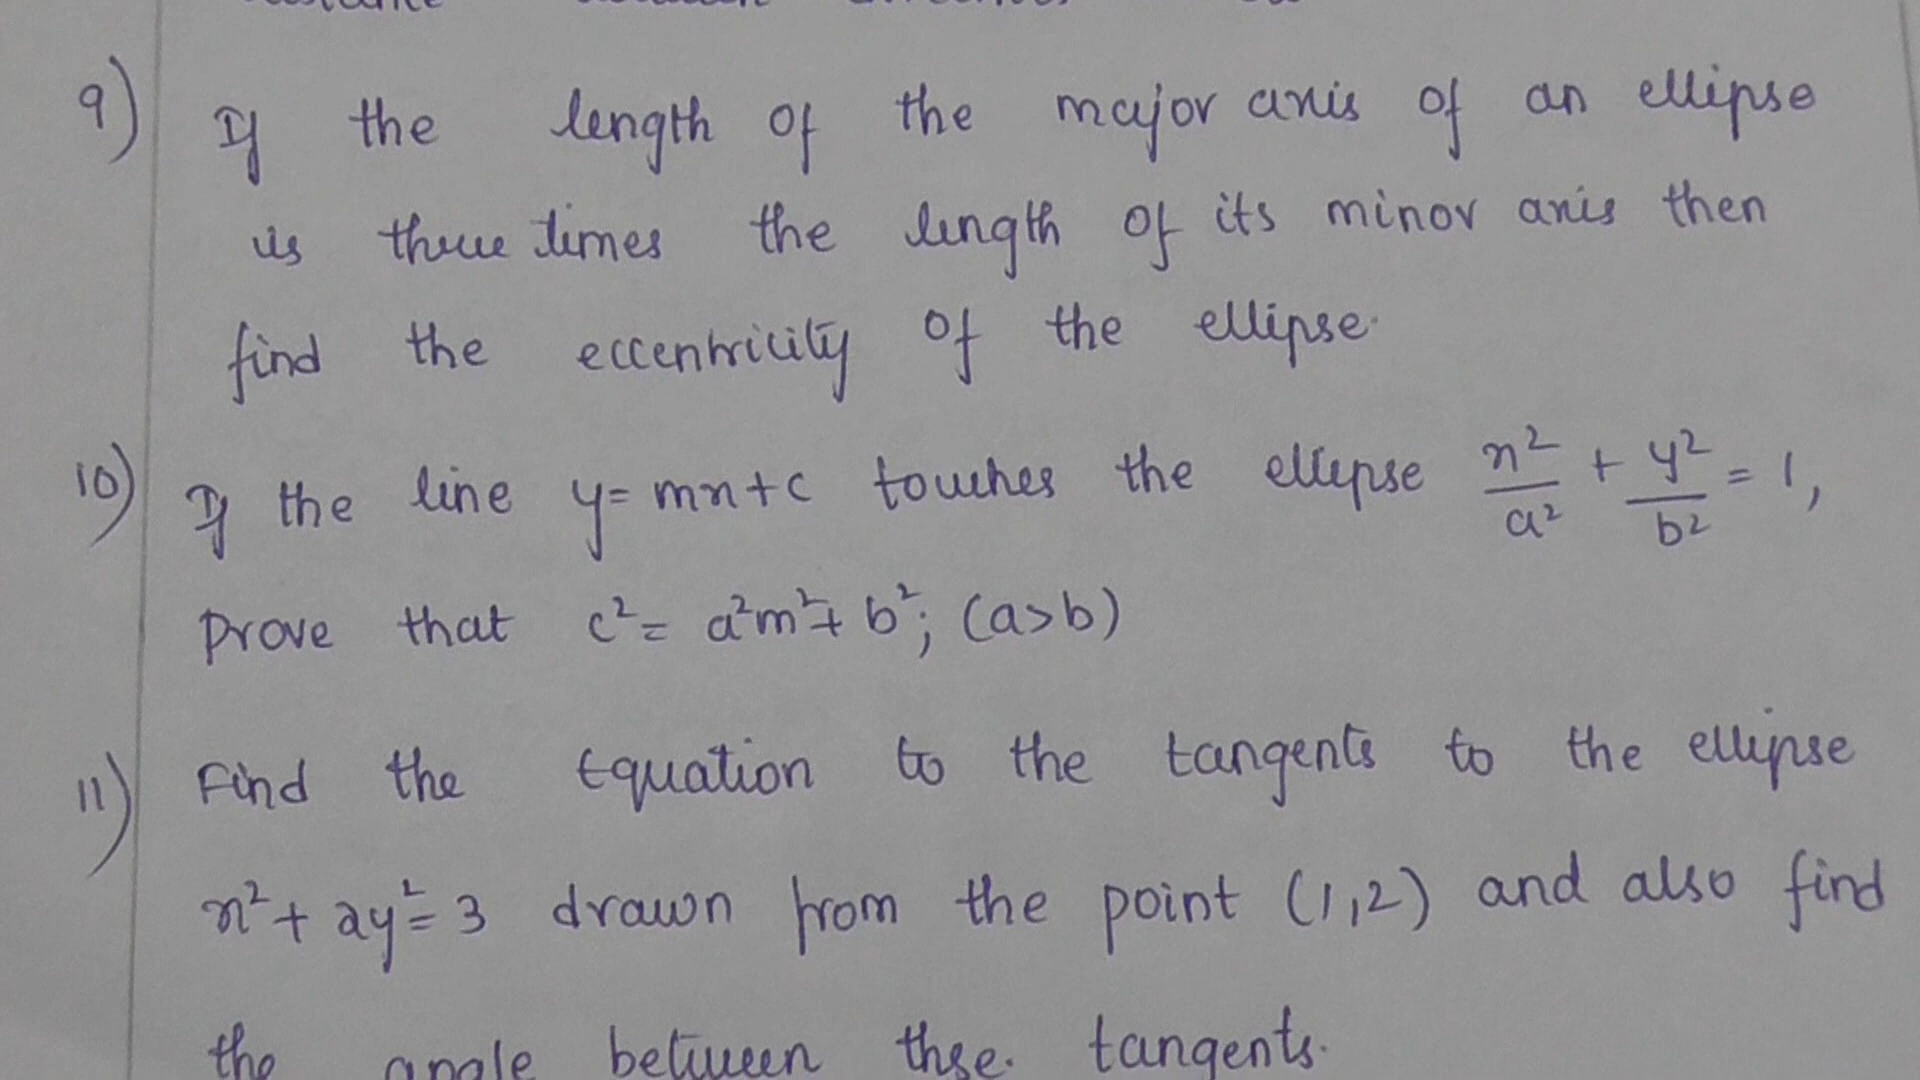 9) If the length of the major axis of an ellipse
is three times the length of its minor axis then
find the eccentricity of the ellipse.
10) If the line y = mx + c touches the ellipse x²/a² + y²/b² = 1,
Prove that c² = a²m² + b²; (a>b)
11) Find the Equation to the tangents to the ellipse
x² + 2y² = 3 drawn from the point (1,2) and also find
the angle between thse. tangents.